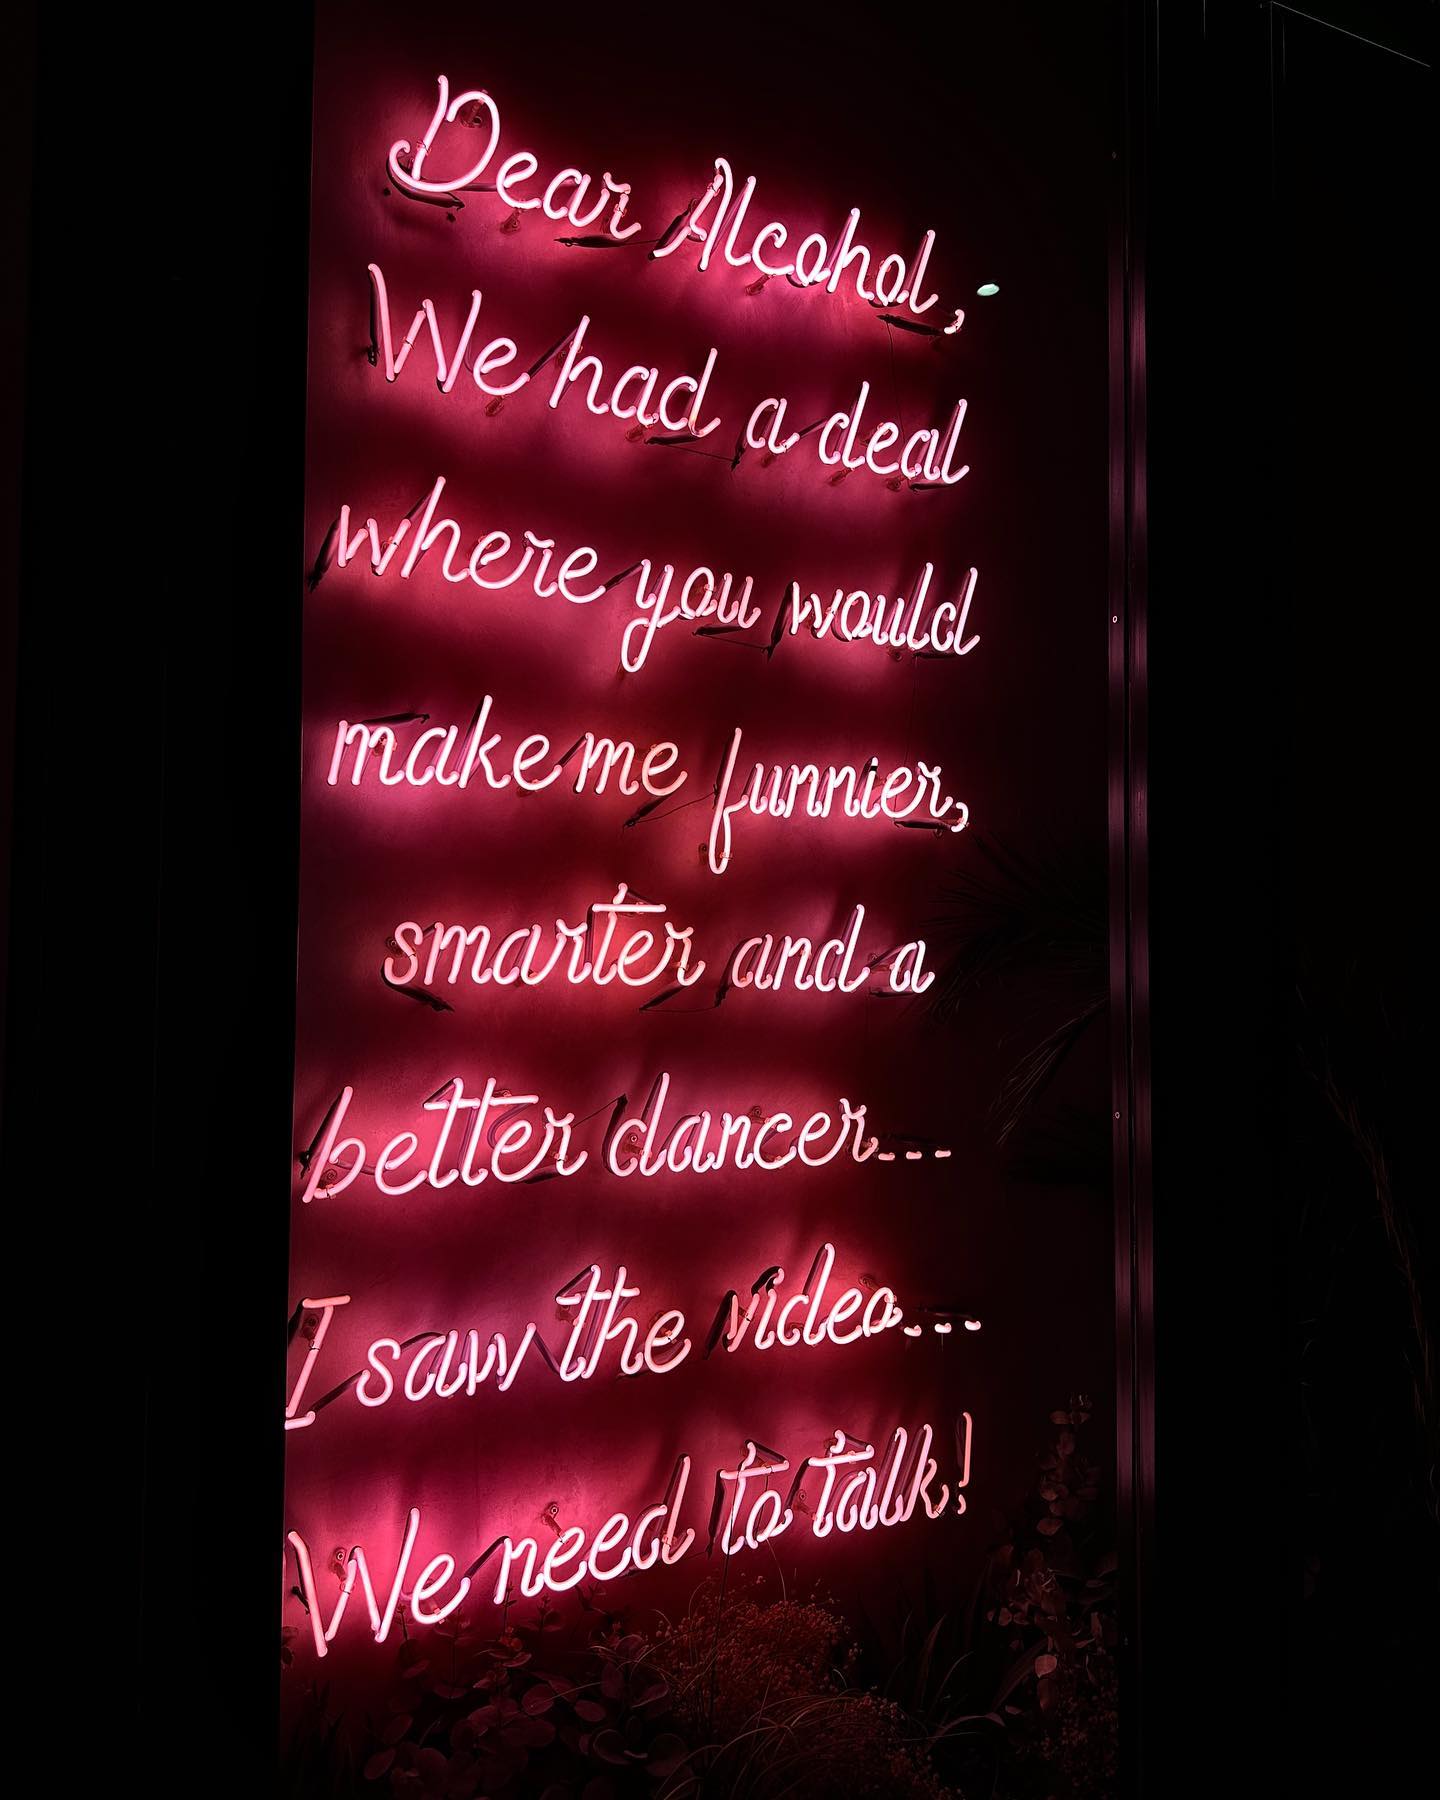 Dear Alcohol,
We had a deal
where you would
make me funnier,
smarter and a
better dancer...
I saw the video...
We need to talk!